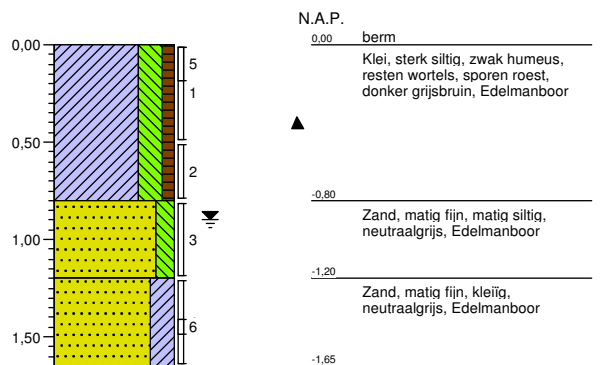 N.A.P.
0,00
5
1
0,50
2
3
1,00
6
1,50
0,00 berm
Klei, sterk siltig, zwak humeus,
resten wortels, sporen roest,
donker grijsbruin, Edelmanboor
-0,80
Zand, matig fijn, matig siltig,
neutraalgrijs, Edelmanboor
-1,20
Zand, matig fijn, kleiïg,
neutraalgrijs, Edelmanboor
-1,65